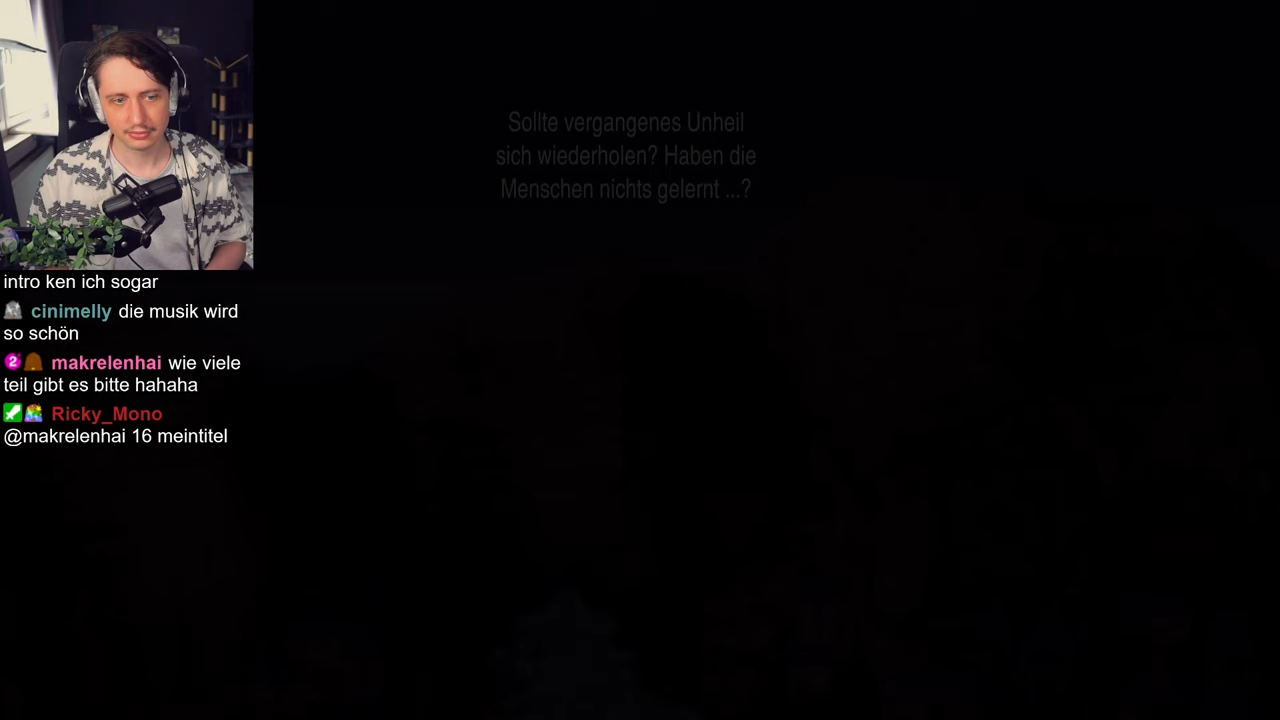 Sollte vergangenes Unheil
sich wiederholen? Haben die
Menschen nichts gelernt ...?
intro ken ich sogar
cinimelly die musik wird
so schön
2 makrelenhai wie viele
teil gibt es bitte hahaha
Ricky_Mono
@makrelenhai 16 meintitel